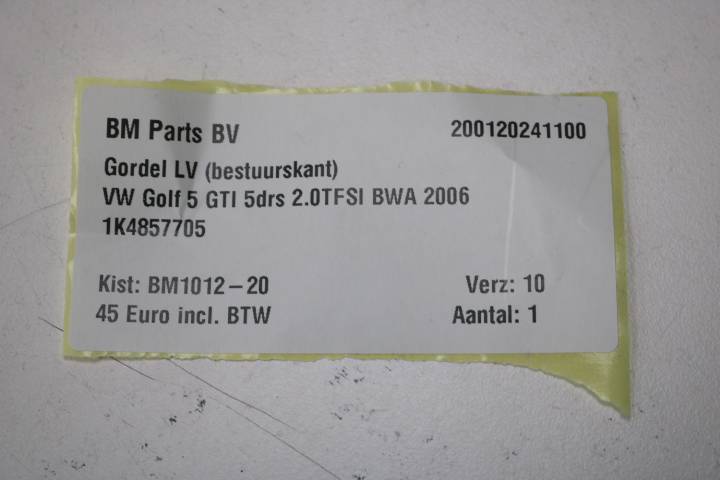 BM Parts BV 200120241100
Gordel LV (bestuurskant)
VW Golf 5 GTI 5drs 2.0TFSI BWA 2006
1K4857705
Kist: BM1012-20 Verz: 10
45 Euro incl. BTW Aantal: 1